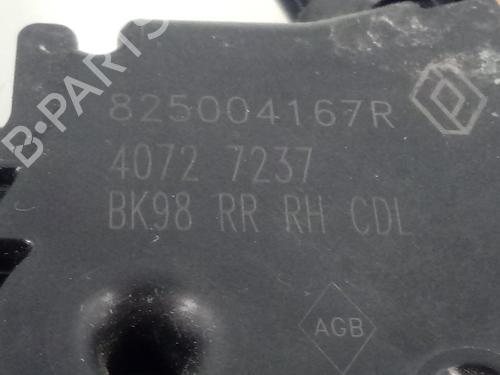 825004167R
4072 7237
BK98 RR RH CDL
AGB
B-PARTS